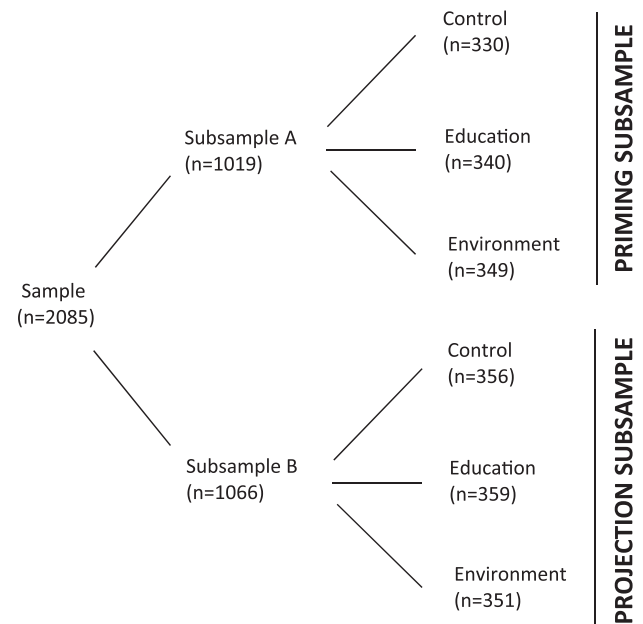 Sample
(n=2085)
Subsample A
(n=1019)
Control
(n=330)
Education
(n=340)
Environment
(n=349)
PRIMING SUBSAMPLE
Subsample B
(n=1066)
Control
(n=356)
Education
(n=359)
Environment
(n=351)
PROJECTION SUBSAMPLE